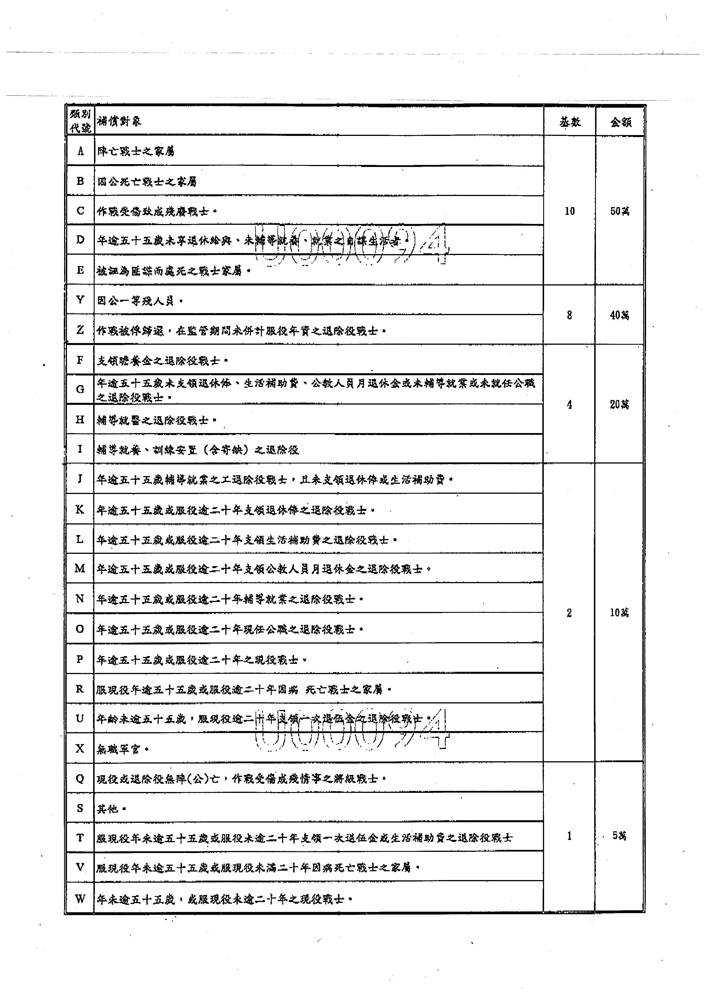 類別
代號
補償對象
基數
金額
A
陣亡戰士之家屬
B
因公死亡戰士之家屬
C
作戰受傷致成殘廢戰士。
10
50萬
D
年逾五十五歲未享退休給與、未輔導就養、就業之自謀生活者。
E
被誣為匪諜而處死之戰士家屬。
Y
因公一等殘人員。
8
40萬
Z
作戰被俘歸還,在監管期間未併計服役年資之退除役戰士。
F
支領贍養金之退除役戰士。
G
年逾五十五歲未支領退休俸、生活補助費、公教人員月退休金或未輔導就業或未就任公職
之退除役戰士。
4
20萬
H
輔導就醫之退除役戰士。
I
輔導就養、訓練安置(含寄缺)之退除役
J
年逾五十五歲輔導就業之工退除役戰士,且未支領退休俸或生活補助費。
K
年逾五十五歲或服役逾二十年支領退休俸之退除役戰士。
L
年逾五十五歲或服役逾二十年支領生活補助費之退除役戰士。
M
年逾五十五歲或服役逾二十年支領公教人員月退休金之退除役戰士。
N
年逾五十五歲或服役逾二十年輔導就業之退除役戰士。
2
10萬
O
年逾五十五歲或服役逾二十年現任公職之退除役戰士。
P
年逾五十五歲或服役逾二十年之現役戰士。
R
服現役年逾五十五歲或服役逾二十年因病 死亡戰士之家屬。
U
年齡未逾五十五歲,服現役逾二十年支領一次退伍金之退除役戰士。
X
無職軍官。
Q
現役或退除役無陣(公)亡,作戰受傷成殘情事之將級戰士。
S
其他。
T
服現役年未逾五十五歲或服役未逾二十年支領一次退伍金或生活補助費之退除役戰士
1
5萬
V
服現役年未逾五十五歲或服現役未滿二十年因病死亡戰士之家屬。
W
年未逾五十五歲,或服現役未逾二十年之現役戰士。
U00094
U00094